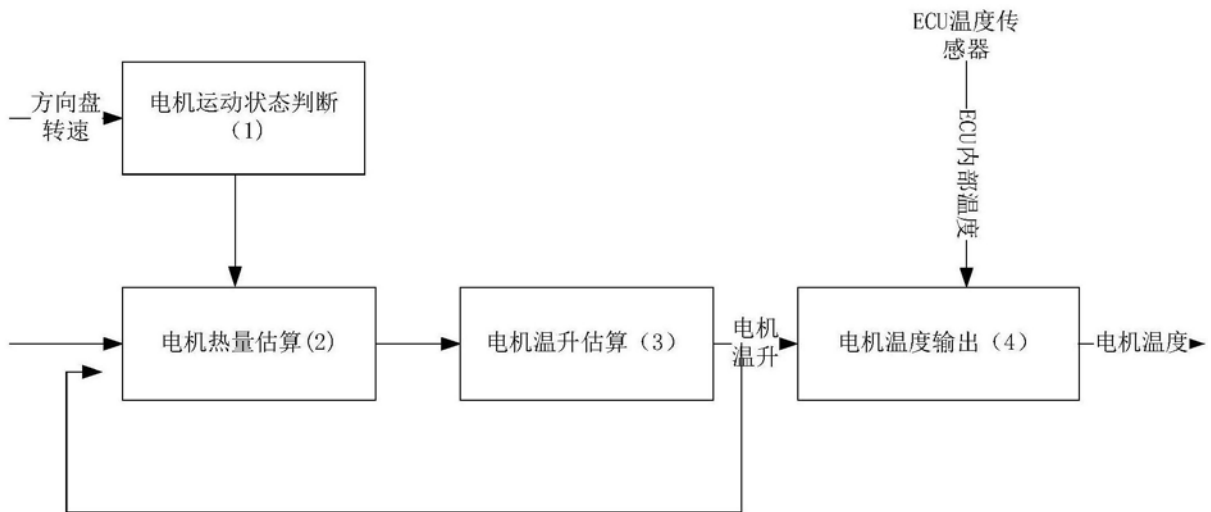 ECU温度传
感器
方向盘
转速
电机运动状态判断
（1）
ECU内部温度
电机热量估算(2)
电机温升估算（3）
电机
温升
电机温度输出（4）
电机温度